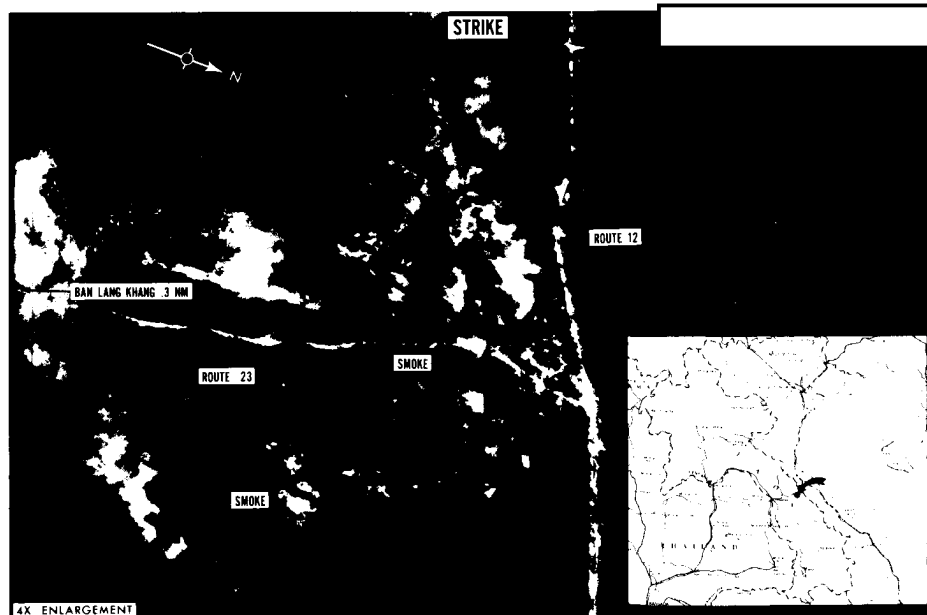 STRIKE
N
ROUTE 12
BAN LANG KHANG .3 NM
SMOKE
ROUTE 23
SMOKE
THAILAND
4X ENLARGEMENT